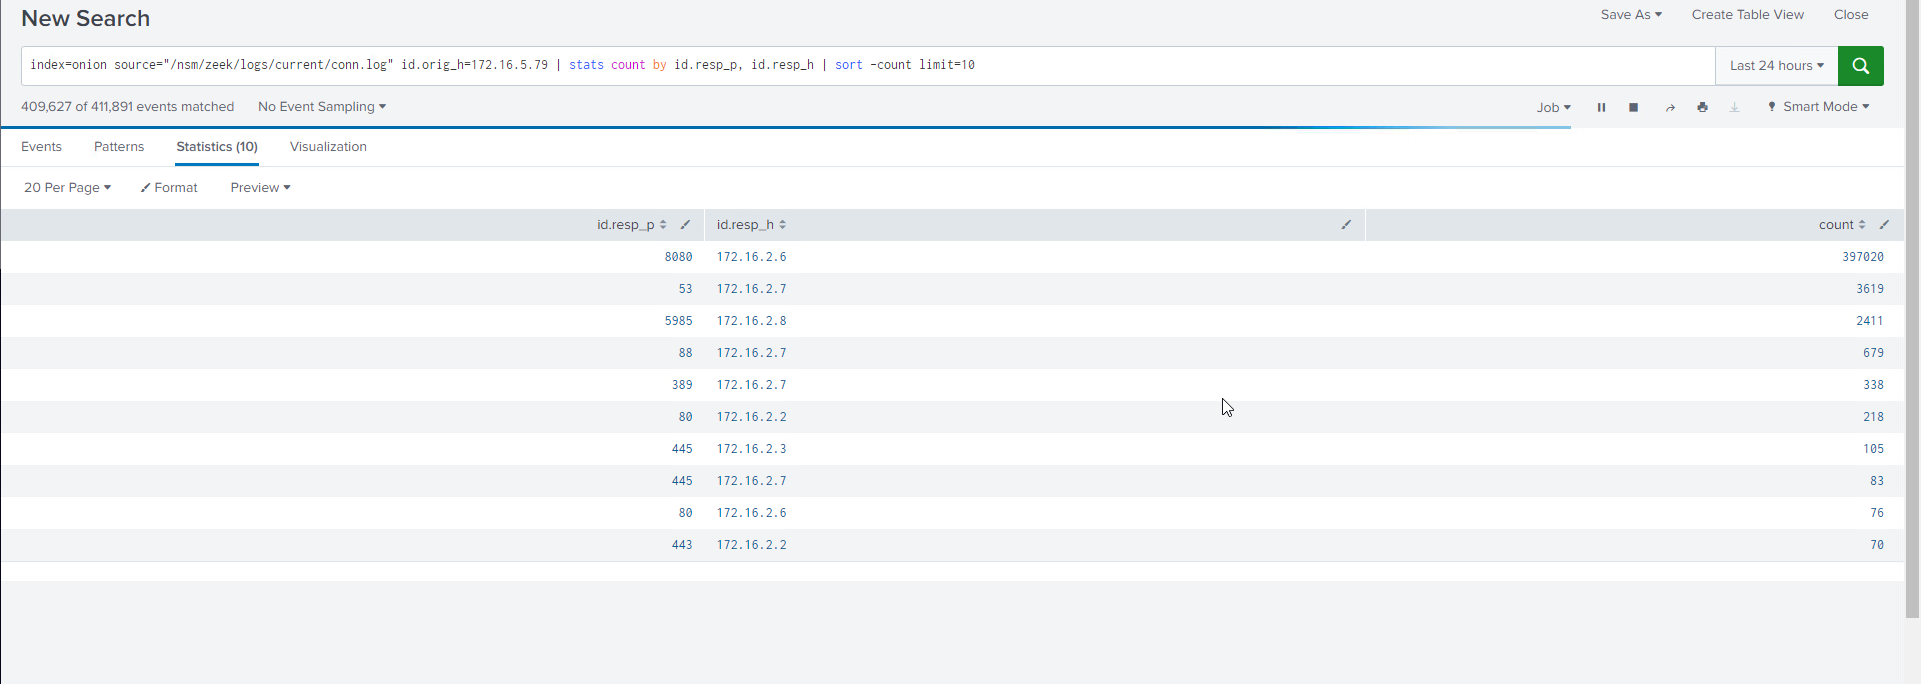 New Search
Save As
Create Table View
Close
index=onion source="/nsm/zeek/logs/current/conn.log" id.orig_h=172.16.5.79 | stats count by id.resp_p, id.resp_h | sort -count limit=10
Last 24 hours
409,627 of 411,891 events matched
No Event Sampling
Job
Smart Mode
Events
Patterns
Statistics (10)
Visualization
20 Per Page
Format
Preview
id.resp_p id.resp_h count
8080 172.16.2.6 397020
53 172.16.2.7 3619
5985 172.16.2.8 2411
88 172.16.2.7 679
389 172.16.2.7 338
80 172.16.2.2 218
445 172.16.2.3 105
445 172.16.2.7 83
80 172.16.2.6 76
443 172.16.2.2 70